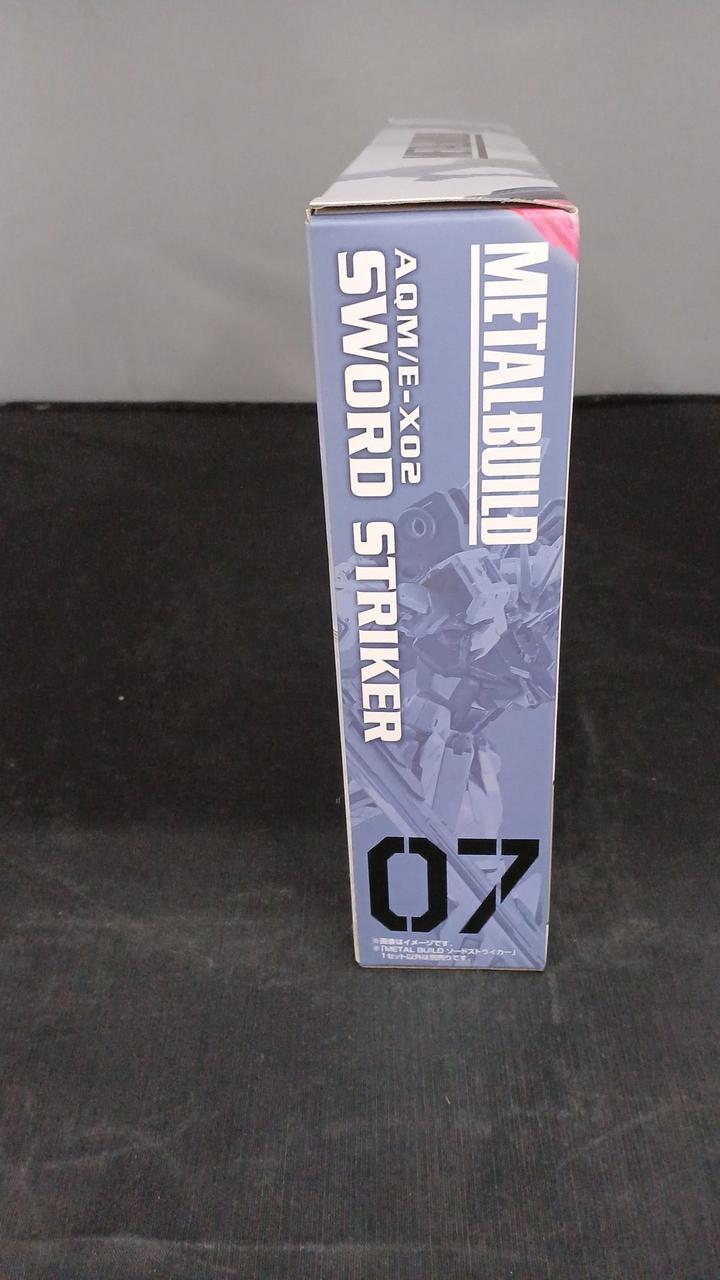 METAL BUILD
AQM/E-X02
SWORD STRIKER
07
※画像はイメージです。
※「METAL BUILD ソードストライカー」
1セット以外は別売りです。